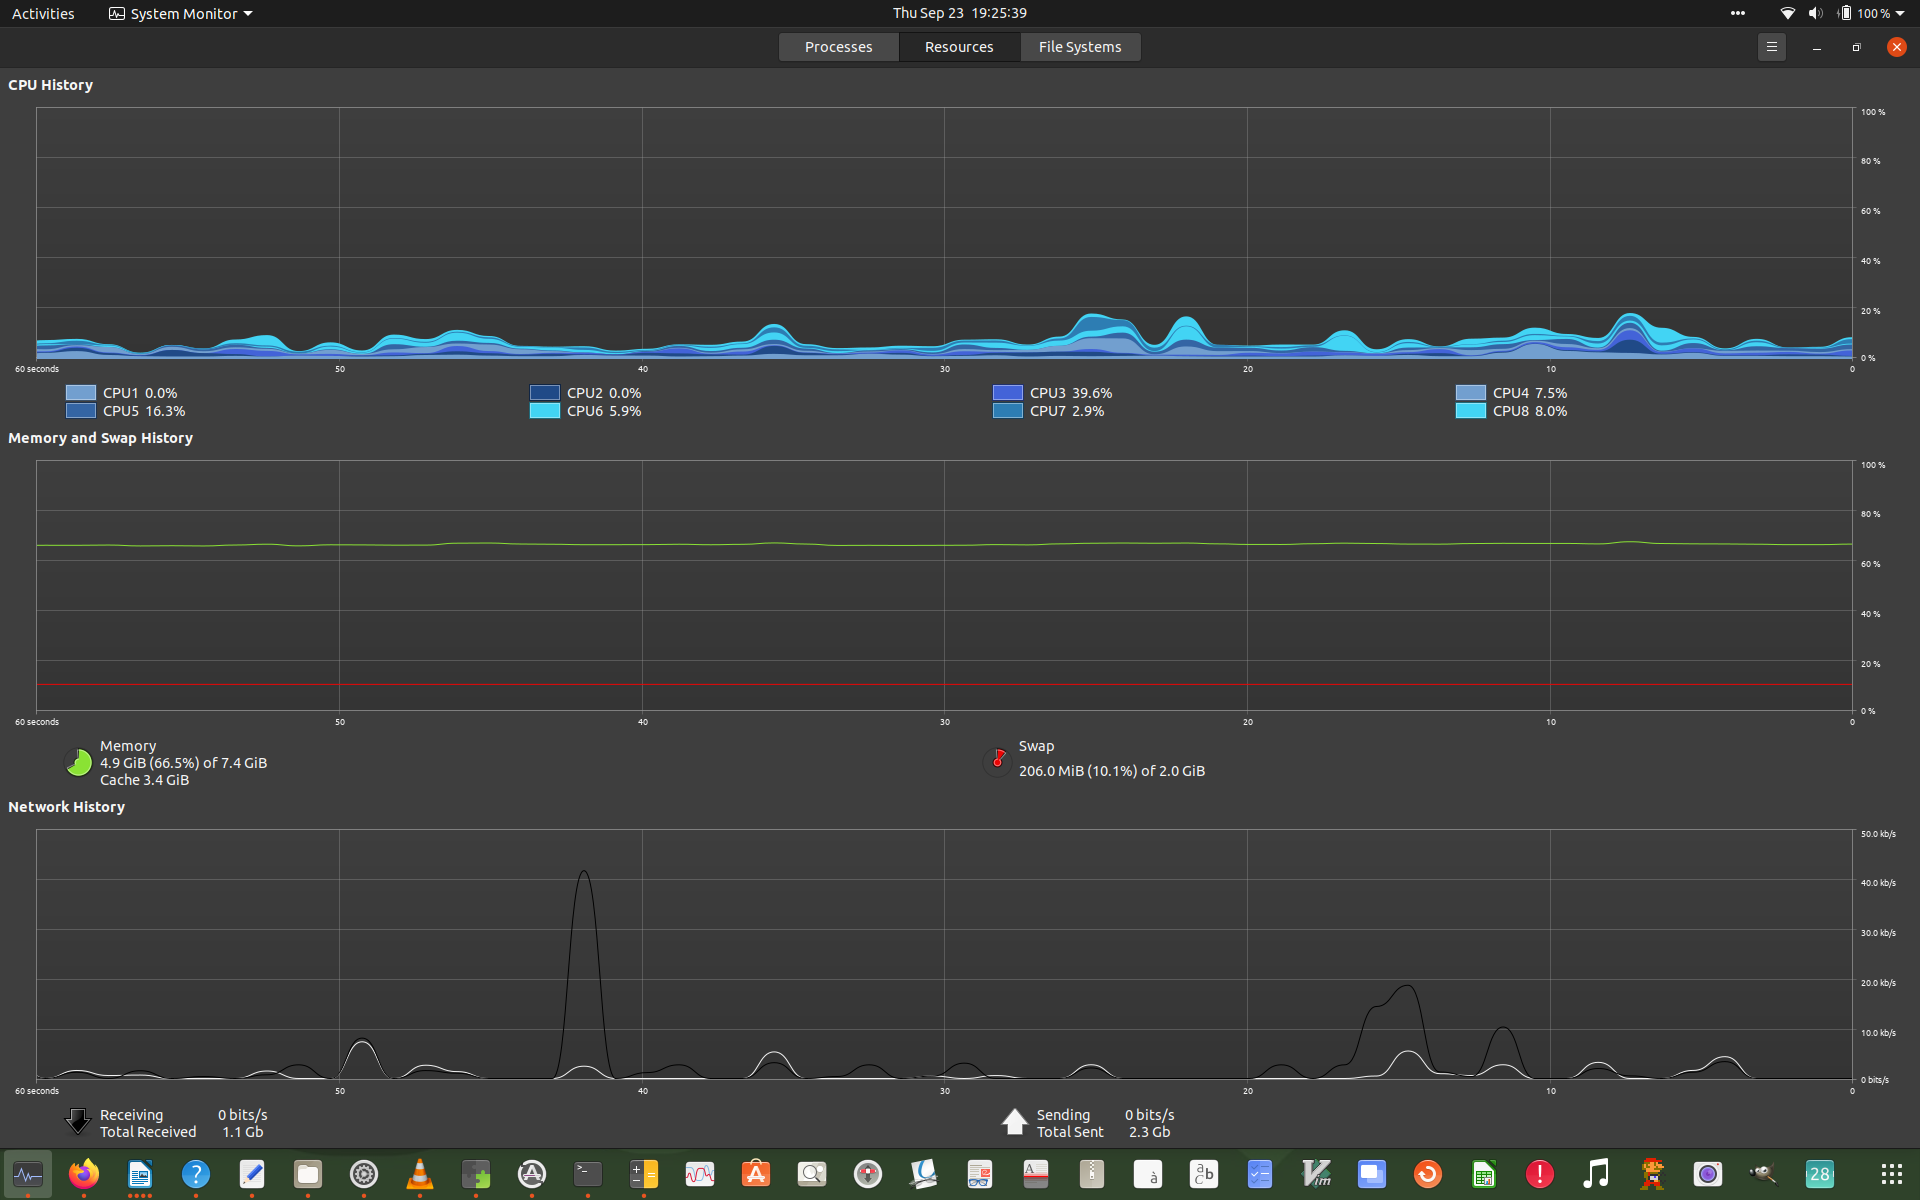 Activities System Monitor Thu Sep 23 19:25:39 100 %
Processes Resources File Systems
CPU History
100 %
80 %
60 %
40 %
20 %
0 %
60 seconds 50 40 30 20 10 0
CPU1 0.0% CPU2 0.0% CPU3 39.6% CPU4 7.5%
CPU5 16.3% CPU6 5.9% CPU7 2.9% CPU8 8.0%
Memory and Swap History
100 %
80 %
60 %
40 %
20 %
0 %
60 seconds 50 40 30 20 10 0
Memory Swap
4.9 GiB (66.5%) of 7.4 GiB 206.0 MiB (10.1%) of 2.0 GiB
Cache 3.4 GiB
Network History
50.0 kb/s
40.0 kb/s
30.0 kb/s
20.0 kb/s
10.0 kb/s
0 bits/s
60 seconds 50 40 30 20 10 0
Receiving 0 bits/s Sending 0 bits/s
Total Received 1.1 Gb Total Sent 2.3 Gb
? >_ A à a b c Vim ! 28